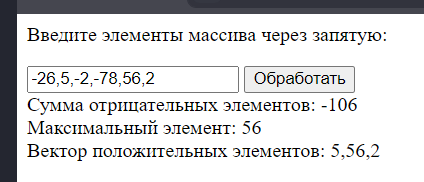 Введите элементы массива через запятую:
-26,5,-2,-78,56,2 Обработать
Сумма отрицательных элементов: -106
Максимальный элемент: 56
Вектор положительных элементов: 5,56,2